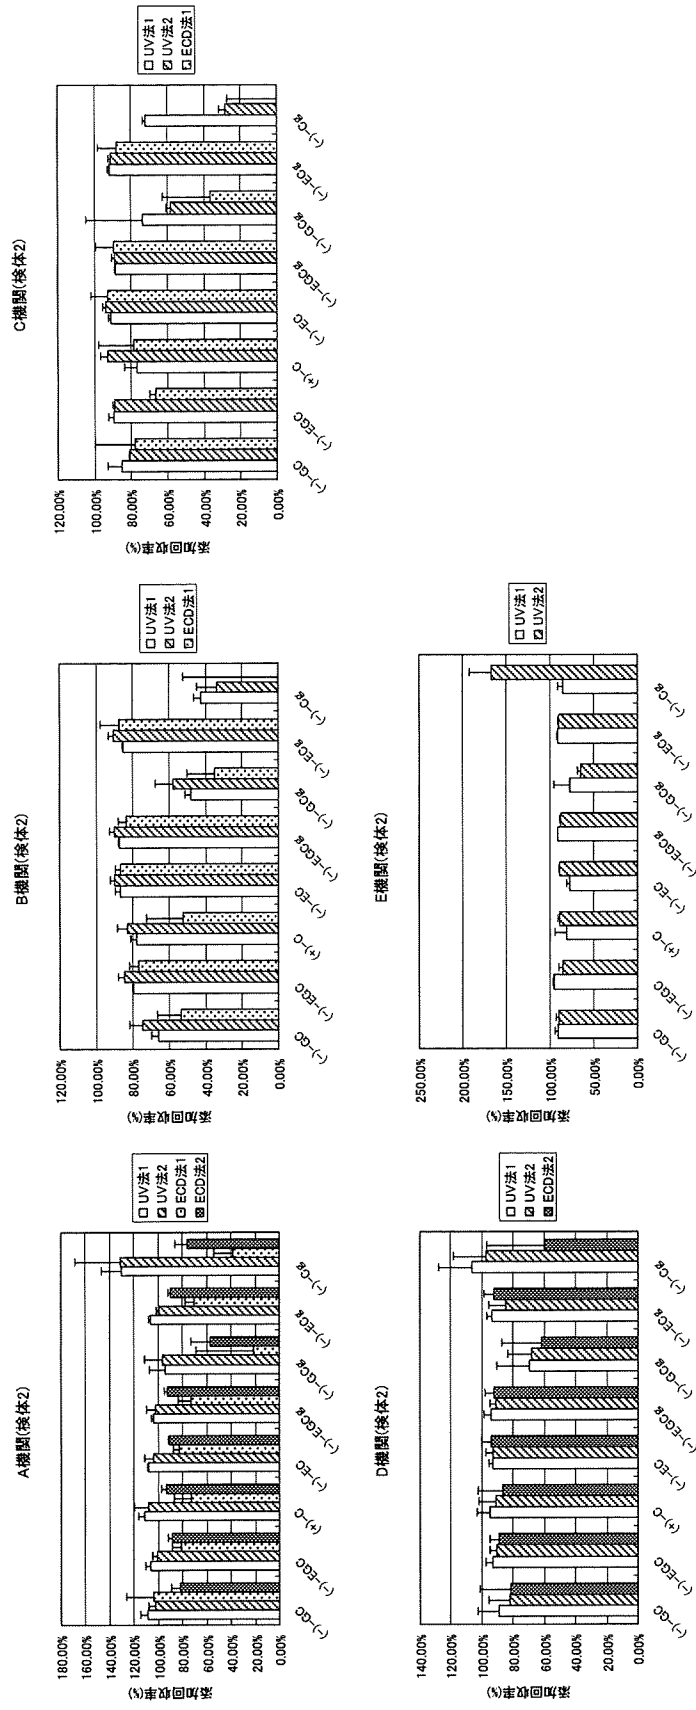 A機関(検体2)
添加回収率(%)
180.00%
160.00%
140.00%
120.00%
100.00%
80.00%
60.00%
40.00%
20.00%
0.00%
(-)-GC
(-)-EGC
(+)-C
(-)-EC
(-)-EGCg
(-)-GCg
(-)-ECg
(-)-Cg
UV法1
UV法2
ECD法1
ECD法2
B機関(検体2)
添加回収率(%)
120.00%
100.00%
80.00%
60.00%
40.00%
20.00%
0.00%
(-)-GC
(-)-EGC
(+)-C
(-)-EC
(-)-EGCg
(-)-GCg
(-)-ECg
(-)-Cg
UV法1
UV法2
ECD法1
C機関(検体2)
添加回収率(%)
120.00%
100.00%
80.00%
60.00%
40.00%
20.00%
0.00%
(-)-GC
(-)-EGC
(+)-C
(-)-EC
(-)-EGCg
(-)-GCg
(-)-ECg
(-)-Cg
UV法1
UV法2
ECD法1
D機関(検体2)
添加回収率(%)
140.00%
120.00%
100.00%
80.00%
60.00%
40.00%
20.00%
0.00%
(-)-GC
(-)-EGC
(+)-C
(-)-EC
(-)-EGCg
(-)-GCg
(-)-ECg
(-)-Cg
UV法1
UV法2
ECD法2
E機関(検体2)
添加回収率(%)
250.00%
200.00%
150.00%
100.00%
50.00%
0.00%
(-)-GC
(-)-EGC
(+)-C
(-)-EC
(-)-EGCg
(-)-GCg
(-)-ECg
(-)-Cg
UV法1
UV法2